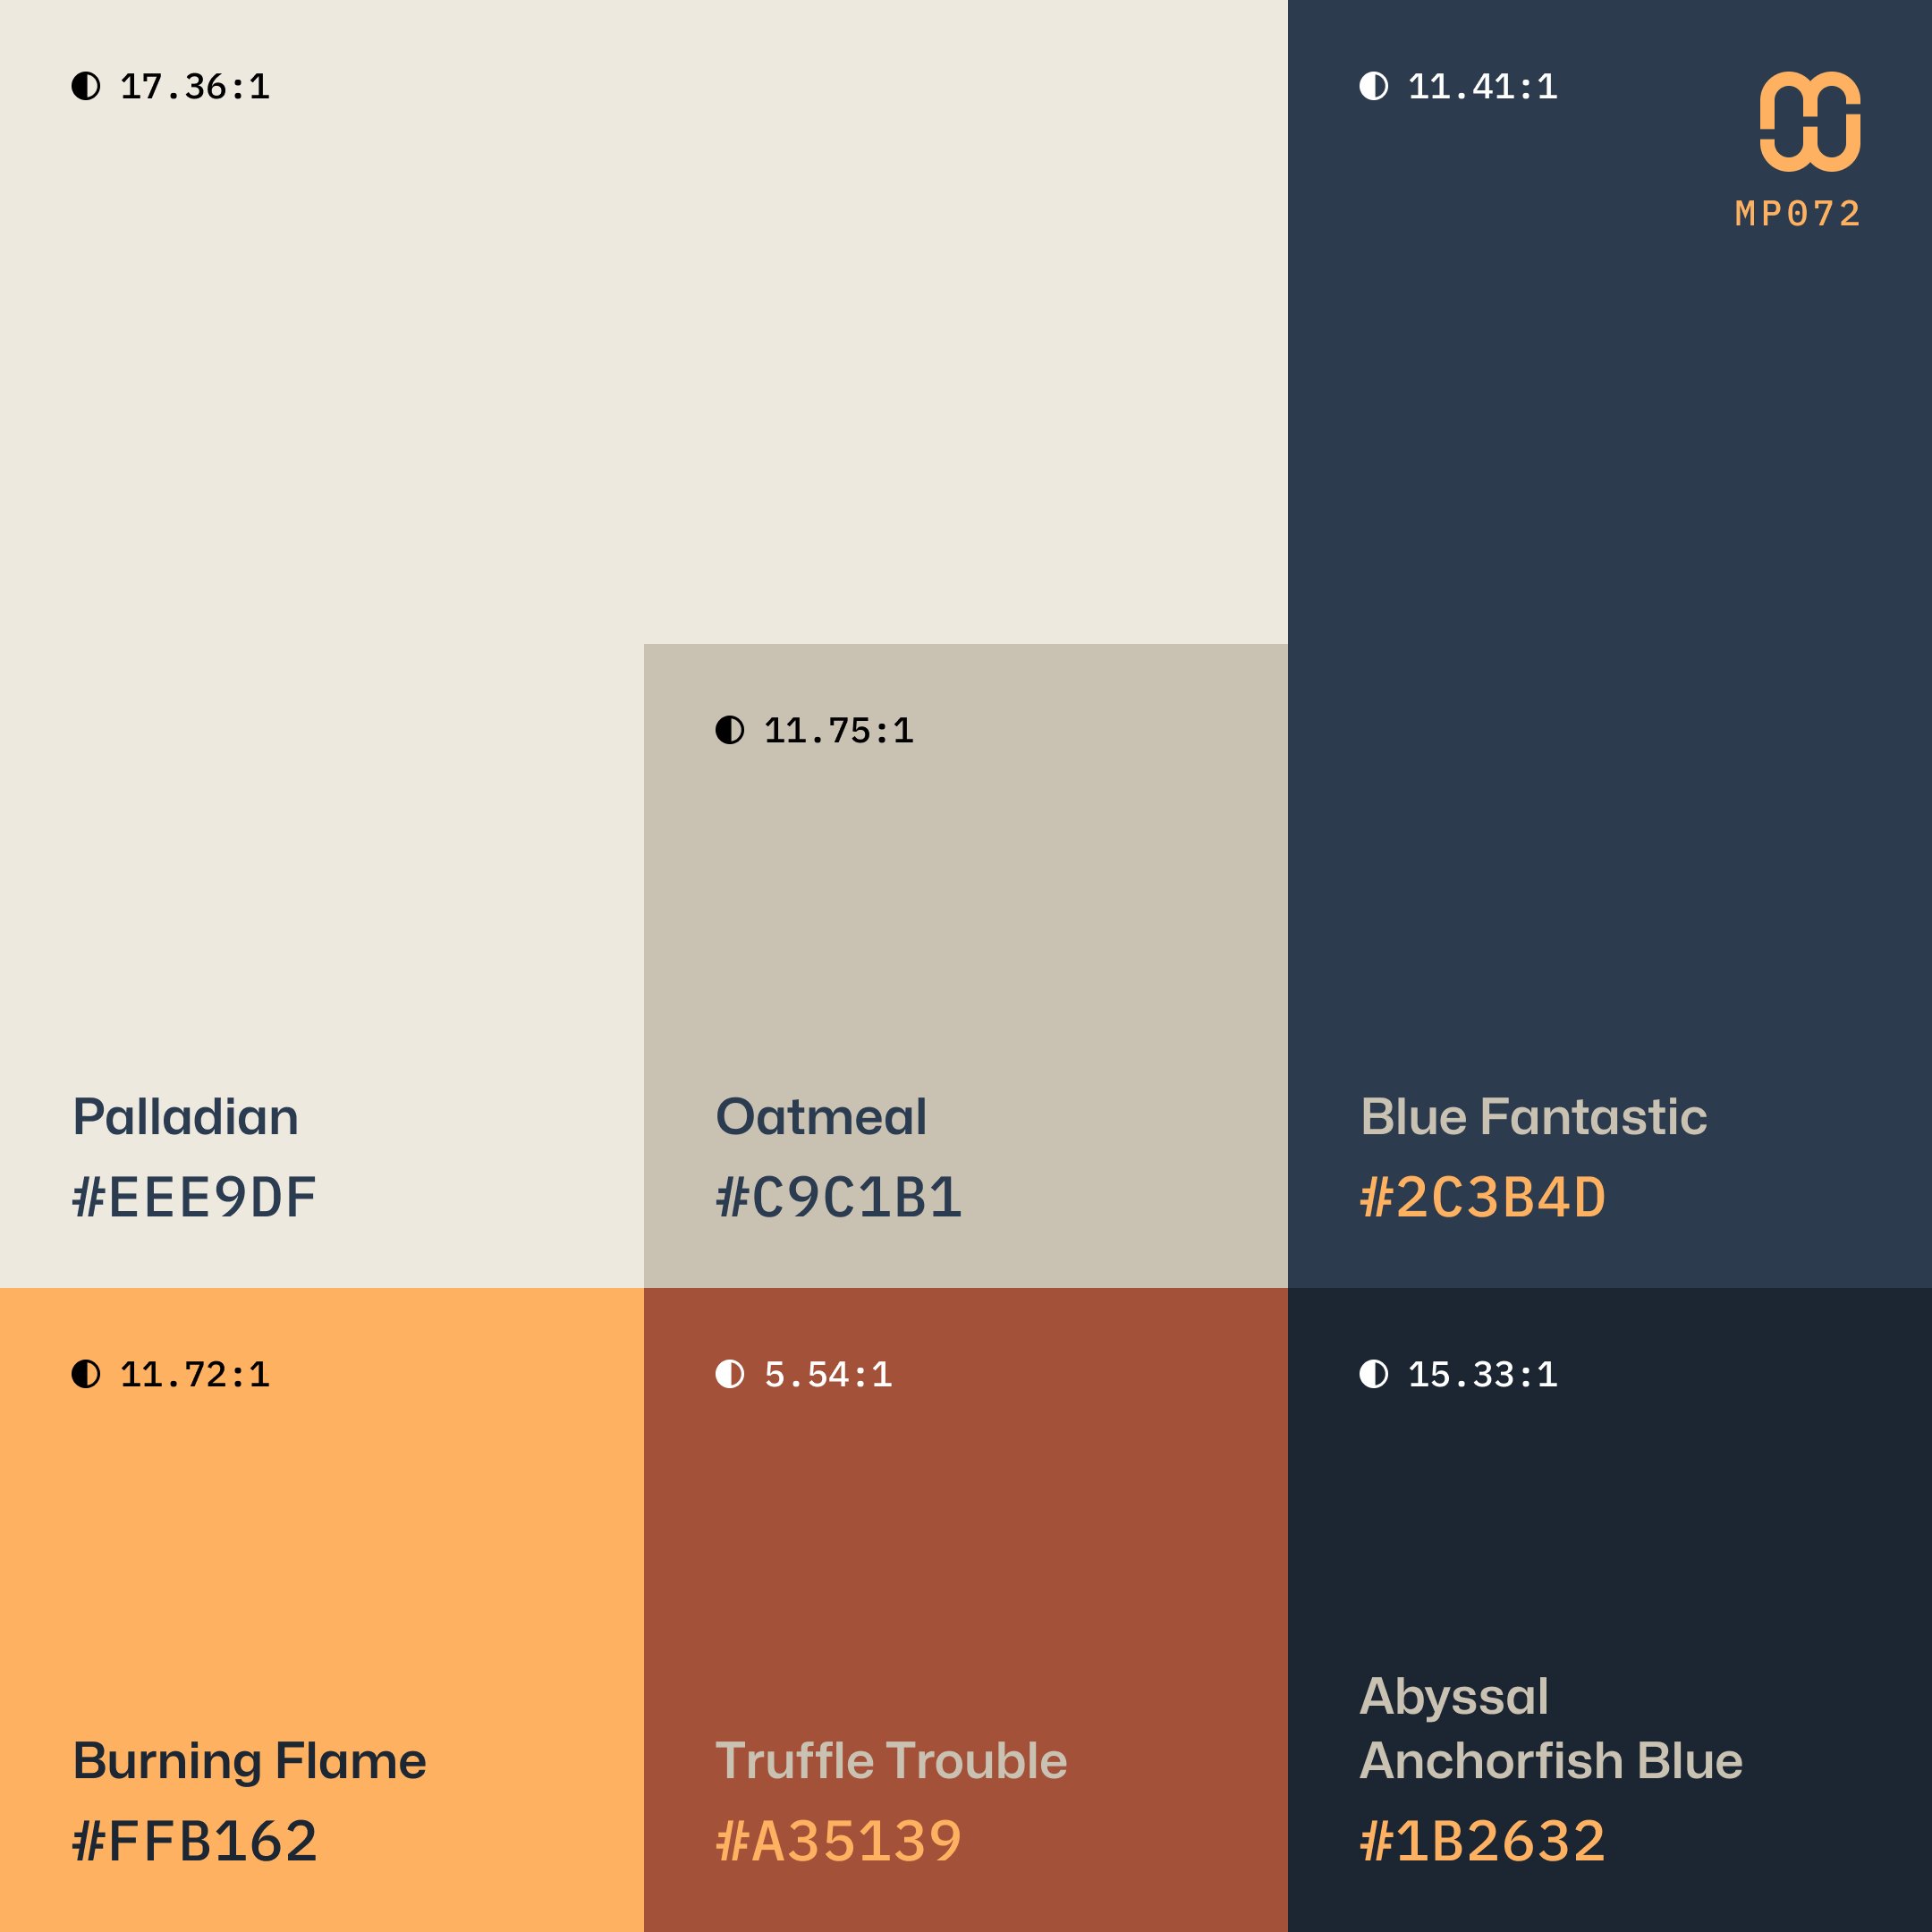 17.36:1
Palladian
#EEE9DF
11.75:1
Oatmeal
#C9C1B1
11.41:1
MP072
Blue Fantastic
#2C3B4D
11.72:1
Burning Flame
#FFB162
5.54:1
Truffle Trouble
#A35139
15.33:1
Abyssal
Anchorfish Blue
#1B2632